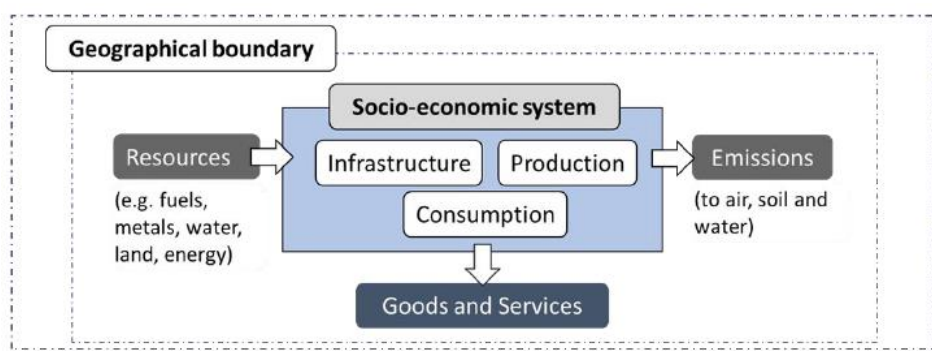 Geographical boundary
Socio-economic system
Resources
Infrastructure
Production
Emissions
(e.g. fuels,
metals, water,
land, energy)
Consumption
(to air, soil and
water)
Goods and Services